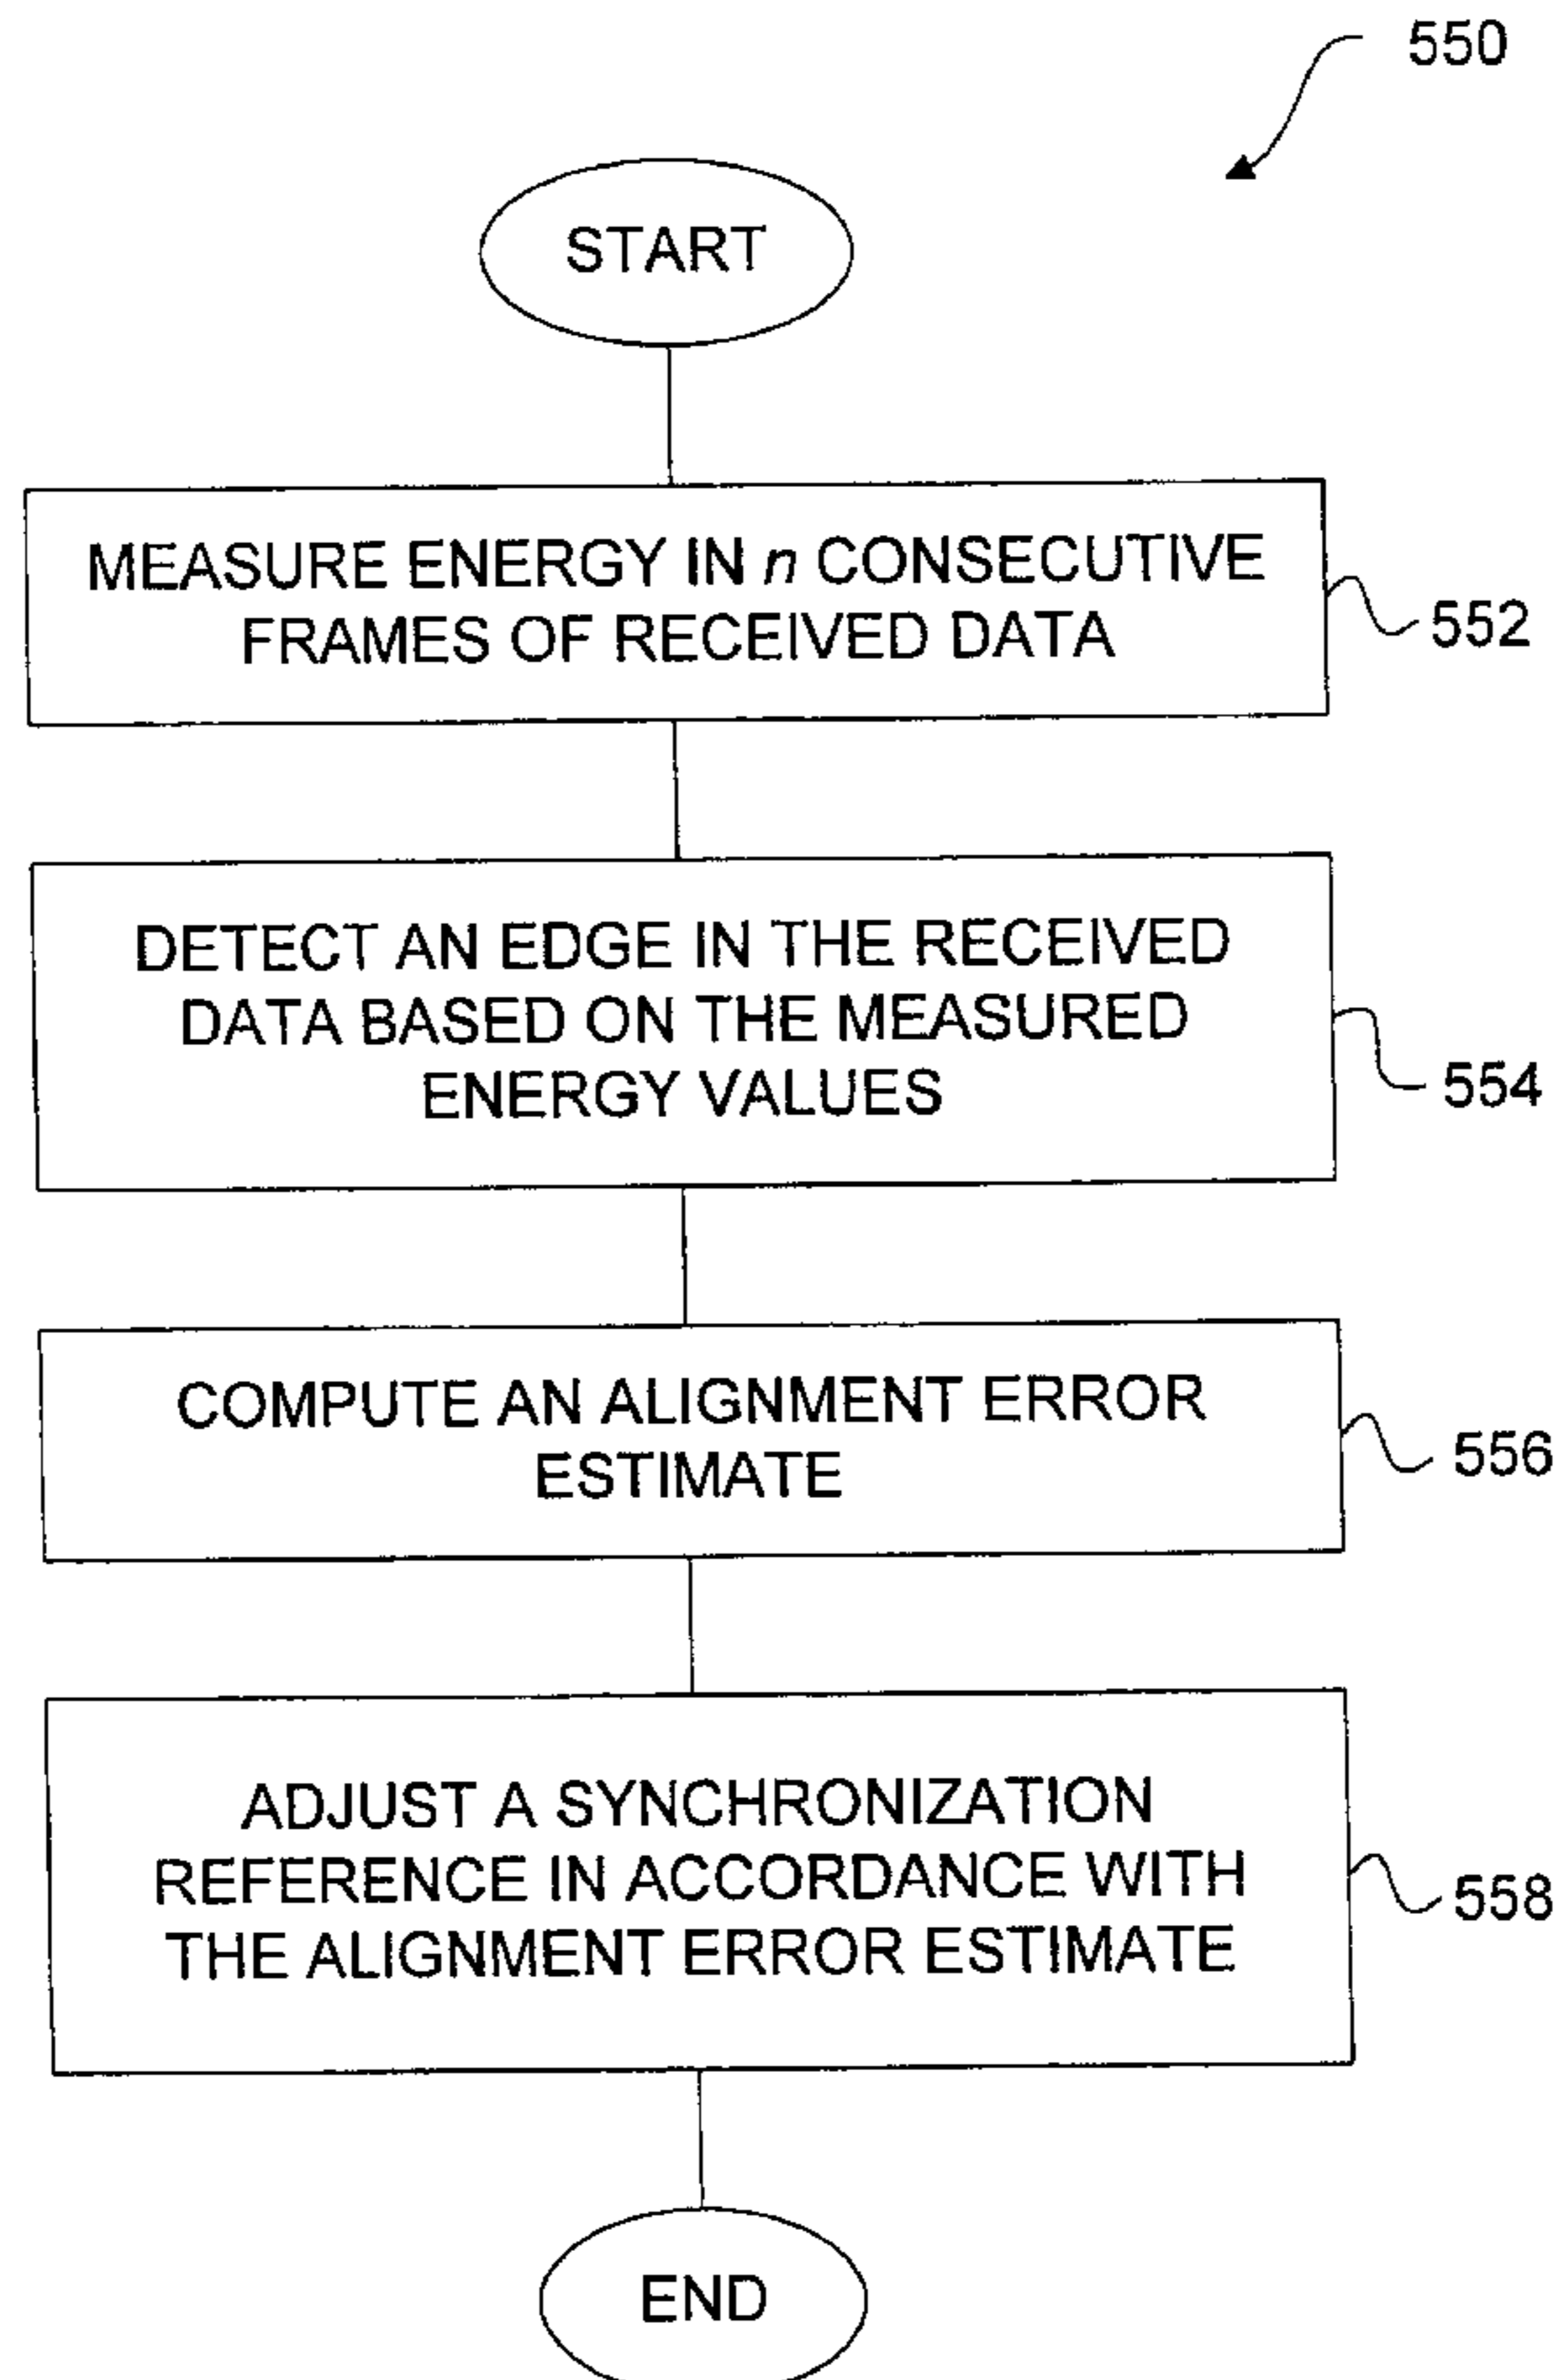 550
START
MEASURE ENERGY IN n CONSECUTIVE
FRAMES OF RECEIVED DATA
552
DETECT AN EDGE IN THE RECEIVED
DATA BASED ON THE MEASURED
ENERGY VALUES
554
COMPUTE AN ALIGNMENT ERROR
ESTIMATE
556
ADJUST A SYNCHRONIZATION
REFERENCE IN ACCORDANCE WITH
THE ALIGNMENT ERROR ESTIMATE
558
END